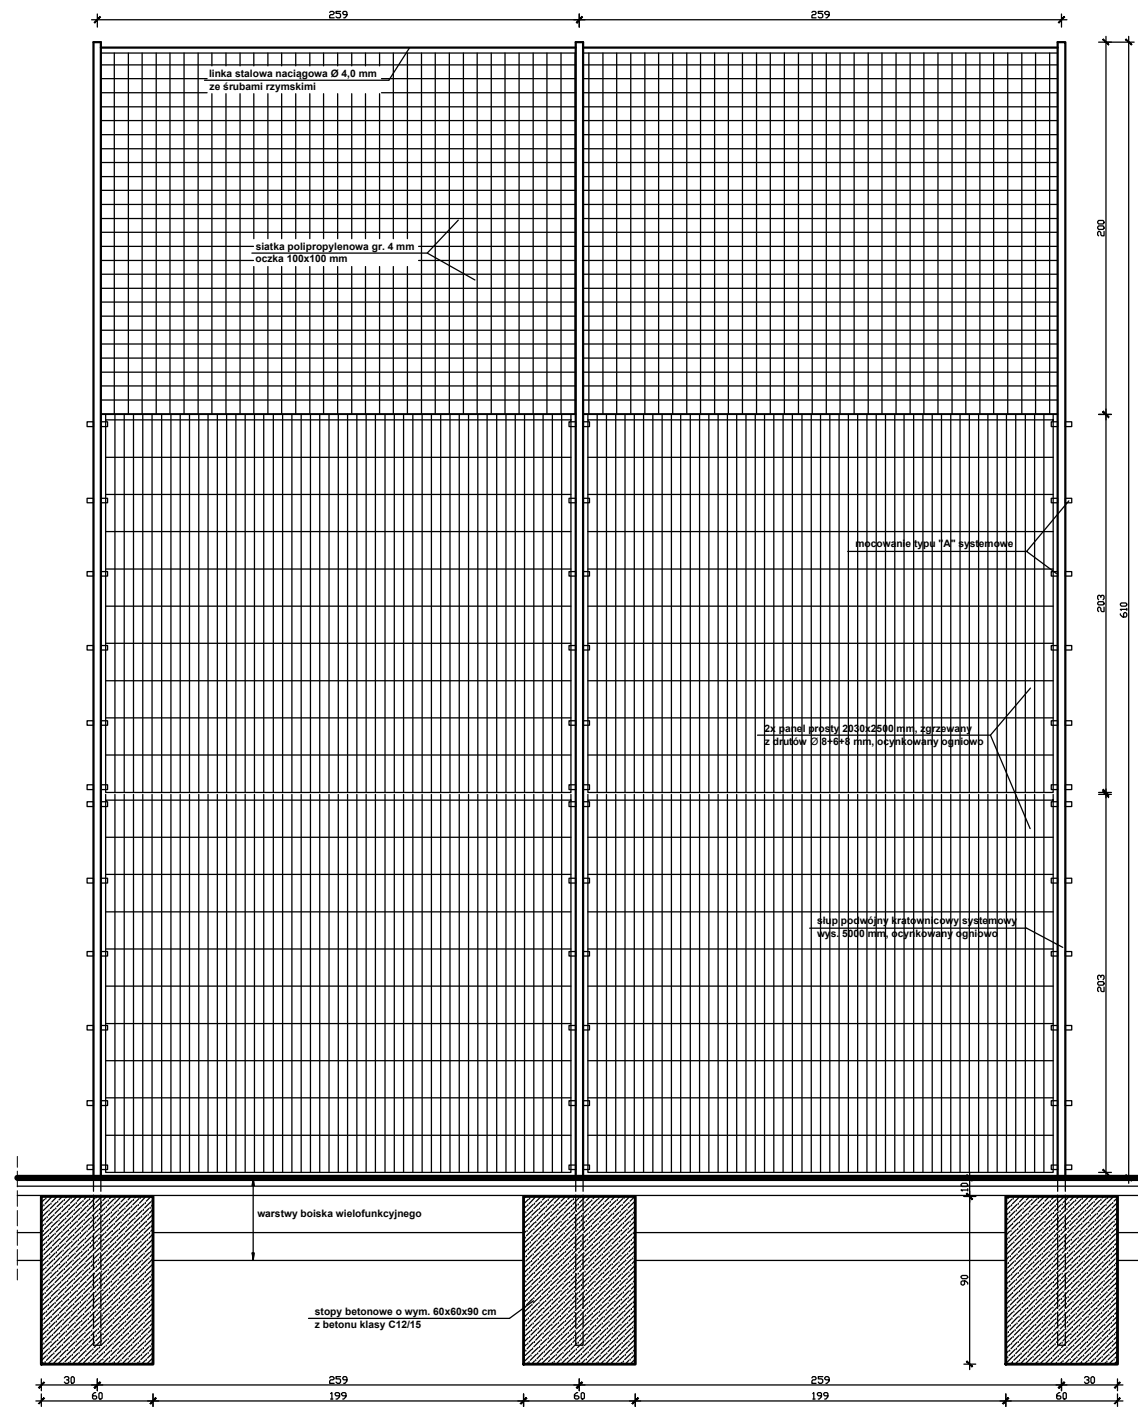 259
259
linka stalowa naciągowa Ø 4,0 mm
ze śrubami rzymskimi
siatka polipropylenowa gr. 4 mm
oczka 100x100 mm
200
mocowanie typu "A" systemowe
203
610
2x panel prosty 2030x2500 mm, zgrzewany
z drutów Ø 8+6+8 mm, ocynkowany ogniowo
słup podwójny kratownicowy systemowy
wys. 5000 mm, ocynkowany ogniowo
203
10
warstwy boiska wielofunkcyjnego
90
stopy betonowe o wym. 60x60x90 cm
z betonu klasy C12/15
30
259
259
30
60
199
60
199
60